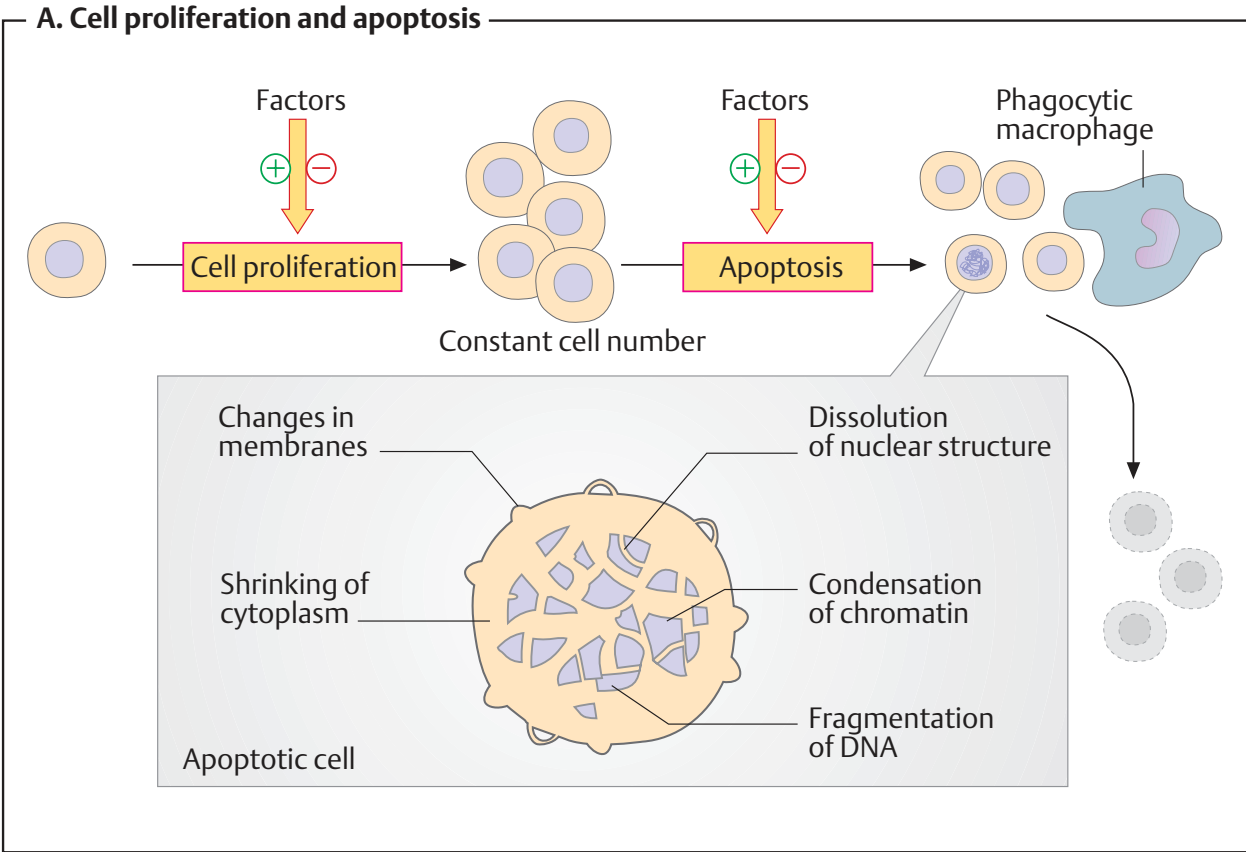 A. Cell proliferation and apoptosis
Factors
Factors
Phagocytic
macrophage
+
−
+
−
Cell proliferation
Apoptosis
Constant cell number
Changes in
membranes
Dissolution
of nuclear structure
Shrinking of
cytoplasm
Condensation
of chromatin
Fragmentation
of DNA
Apoptotic cell